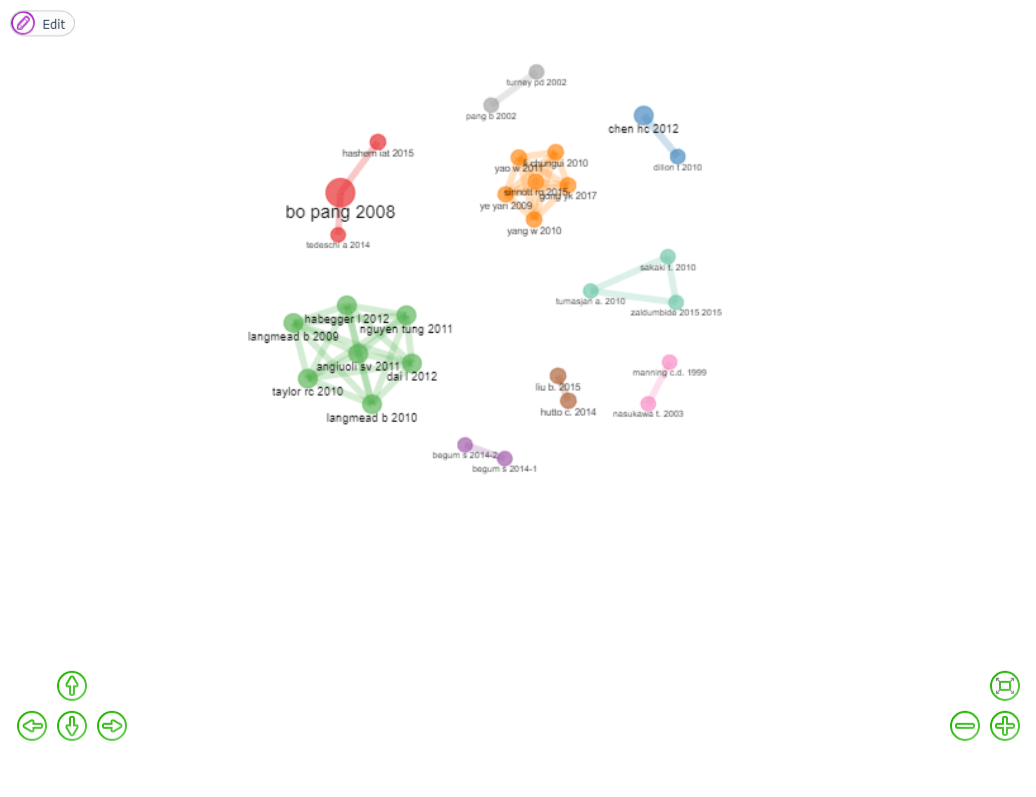 Edit
turney pd 2002
pang b 2002
chen hc 2012
dillon t 2010
hashem iat 2015
bo pang 2008
tedeschi a 2014
yao w 2011
li chungui 2010
sinnott ro 2015
gong yk 2017
ye yan 2009
yang w 2010
sakaki t. 2010
tumasjan a. 2010
zaldumbide 2015 2015
habegger l 2012
nguyen tung 2011
langmead b 2009
angiuoli sv 2011
dai l 2012
taylor rc 2010
langmead b 2010
liu b. 2015
hutto c. 2014
manning c.d. 1999
nasukawa t. 2003
begum s 2014-2
begum s 2014-1